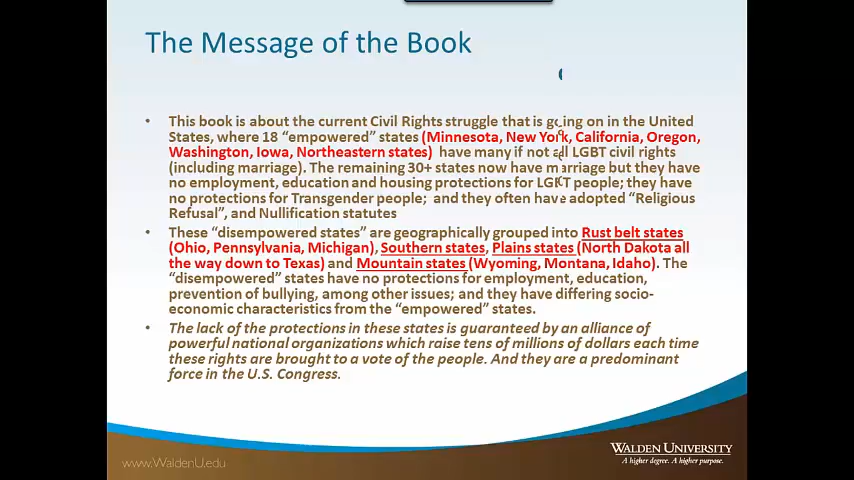 The Message of the Book
• This book is about the current Civil Rights struggle that is going on in the United
States, where 18 “empowered” states (Minnesota, New York, California, Oregon,
Washington, Iowa, Northeastern states) have many if not all LGBT civil rights
(including marriage). The remaining 30+ states now have marriage but they have
no employment, education and housing protections for LGBT people; they have
no protections for Transgender people; and they often have adopted “Religious
Refusal”, and Nullification statutes
• These “disempowered states” are geographically grouped into Rust belt states
(Ohio, Pennsylvania, Michigan), Southern states, Plains states (North Dakota all
the way down to Texas) and Mountain states (Wyoming, Montana, Idaho). The
“disempowered” states have no protections for employment, education,
prevention of bullying, among other issues; and they have differing socio-
economic characteristics from the “empowered” states.
• The lack of the protections in these states is guaranteed by an alliance of
powerful national organizations which raise tens of millions of dollars each time
these rights are brought to a vote of the people. And they are a predominant
force in the U.S. Congress.
www.WaldenU.edu
WALDEN UNIVERSITY
A higher degree. A higher purpose.